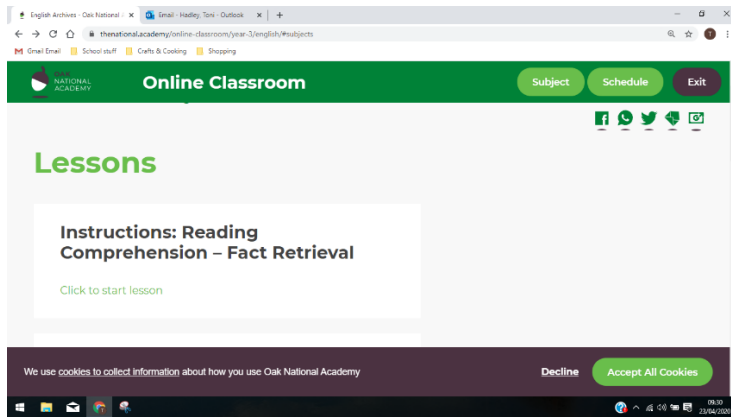 English Archives - Oak National
Email - Hadley, Toni - Outlook
thenational.academy/online-classroom/year-3/english/#subjects
T
Gmail Email School stuff Crafts & Cooking Shopping
OAK
NATIONAL
ACADEMY
Online Classroom
Subject Schedule Exit
Lessons
Instructions: Reading
Comprehension – Fact Retrieval
Click to start lesson
We use cookies to collect information about how you use Oak National Academy
Decline
Accept All Cookies
09:30
23/04/2020